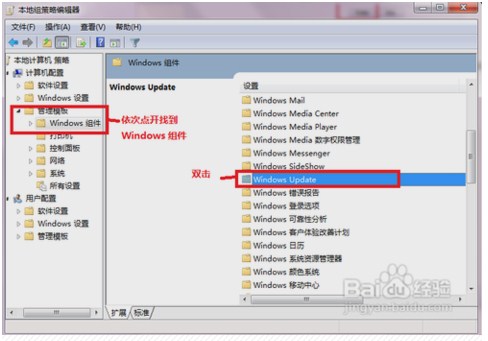 本地组策略编辑器
文件(F) 操作(A) 查看(V) 帮助(H)
本地计算机 策略
计算机配置
软件设置
Windows 设置
管理模板
Windows 组件
打印机
控制面板
网络
系统
所有设置
用户配置
软件设置
Windows 设置
管理模板
依次点开找到
Windows 组件
双击
Windows 组件
Windows Update
设置
Windows Mail
Windows Media Center
Windows Media Player
Windows Media 数字权限管理
Windows Messenger
Windows SideShow
Windows Update
Windows 错误报告
Windows 登录选项
Windows 可靠性分析
Windows 客户体验改善计划
Windows 日历
Windows 系统资源管理器
Windows 颜色系统
Windows 移动中心
扩展 标准
Baidu 经验
jingyan.baidu.com